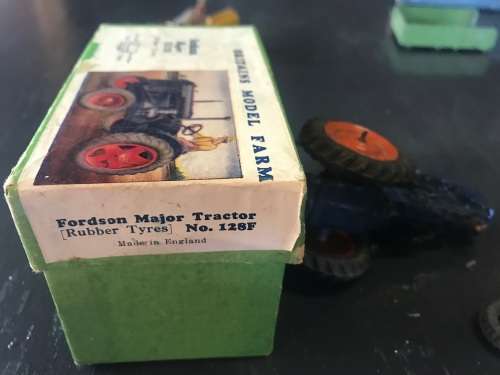 BRITAINS MODEL FARM
Fordson Major Tractor
[Rubber Tyres] No. 128F
Made in England